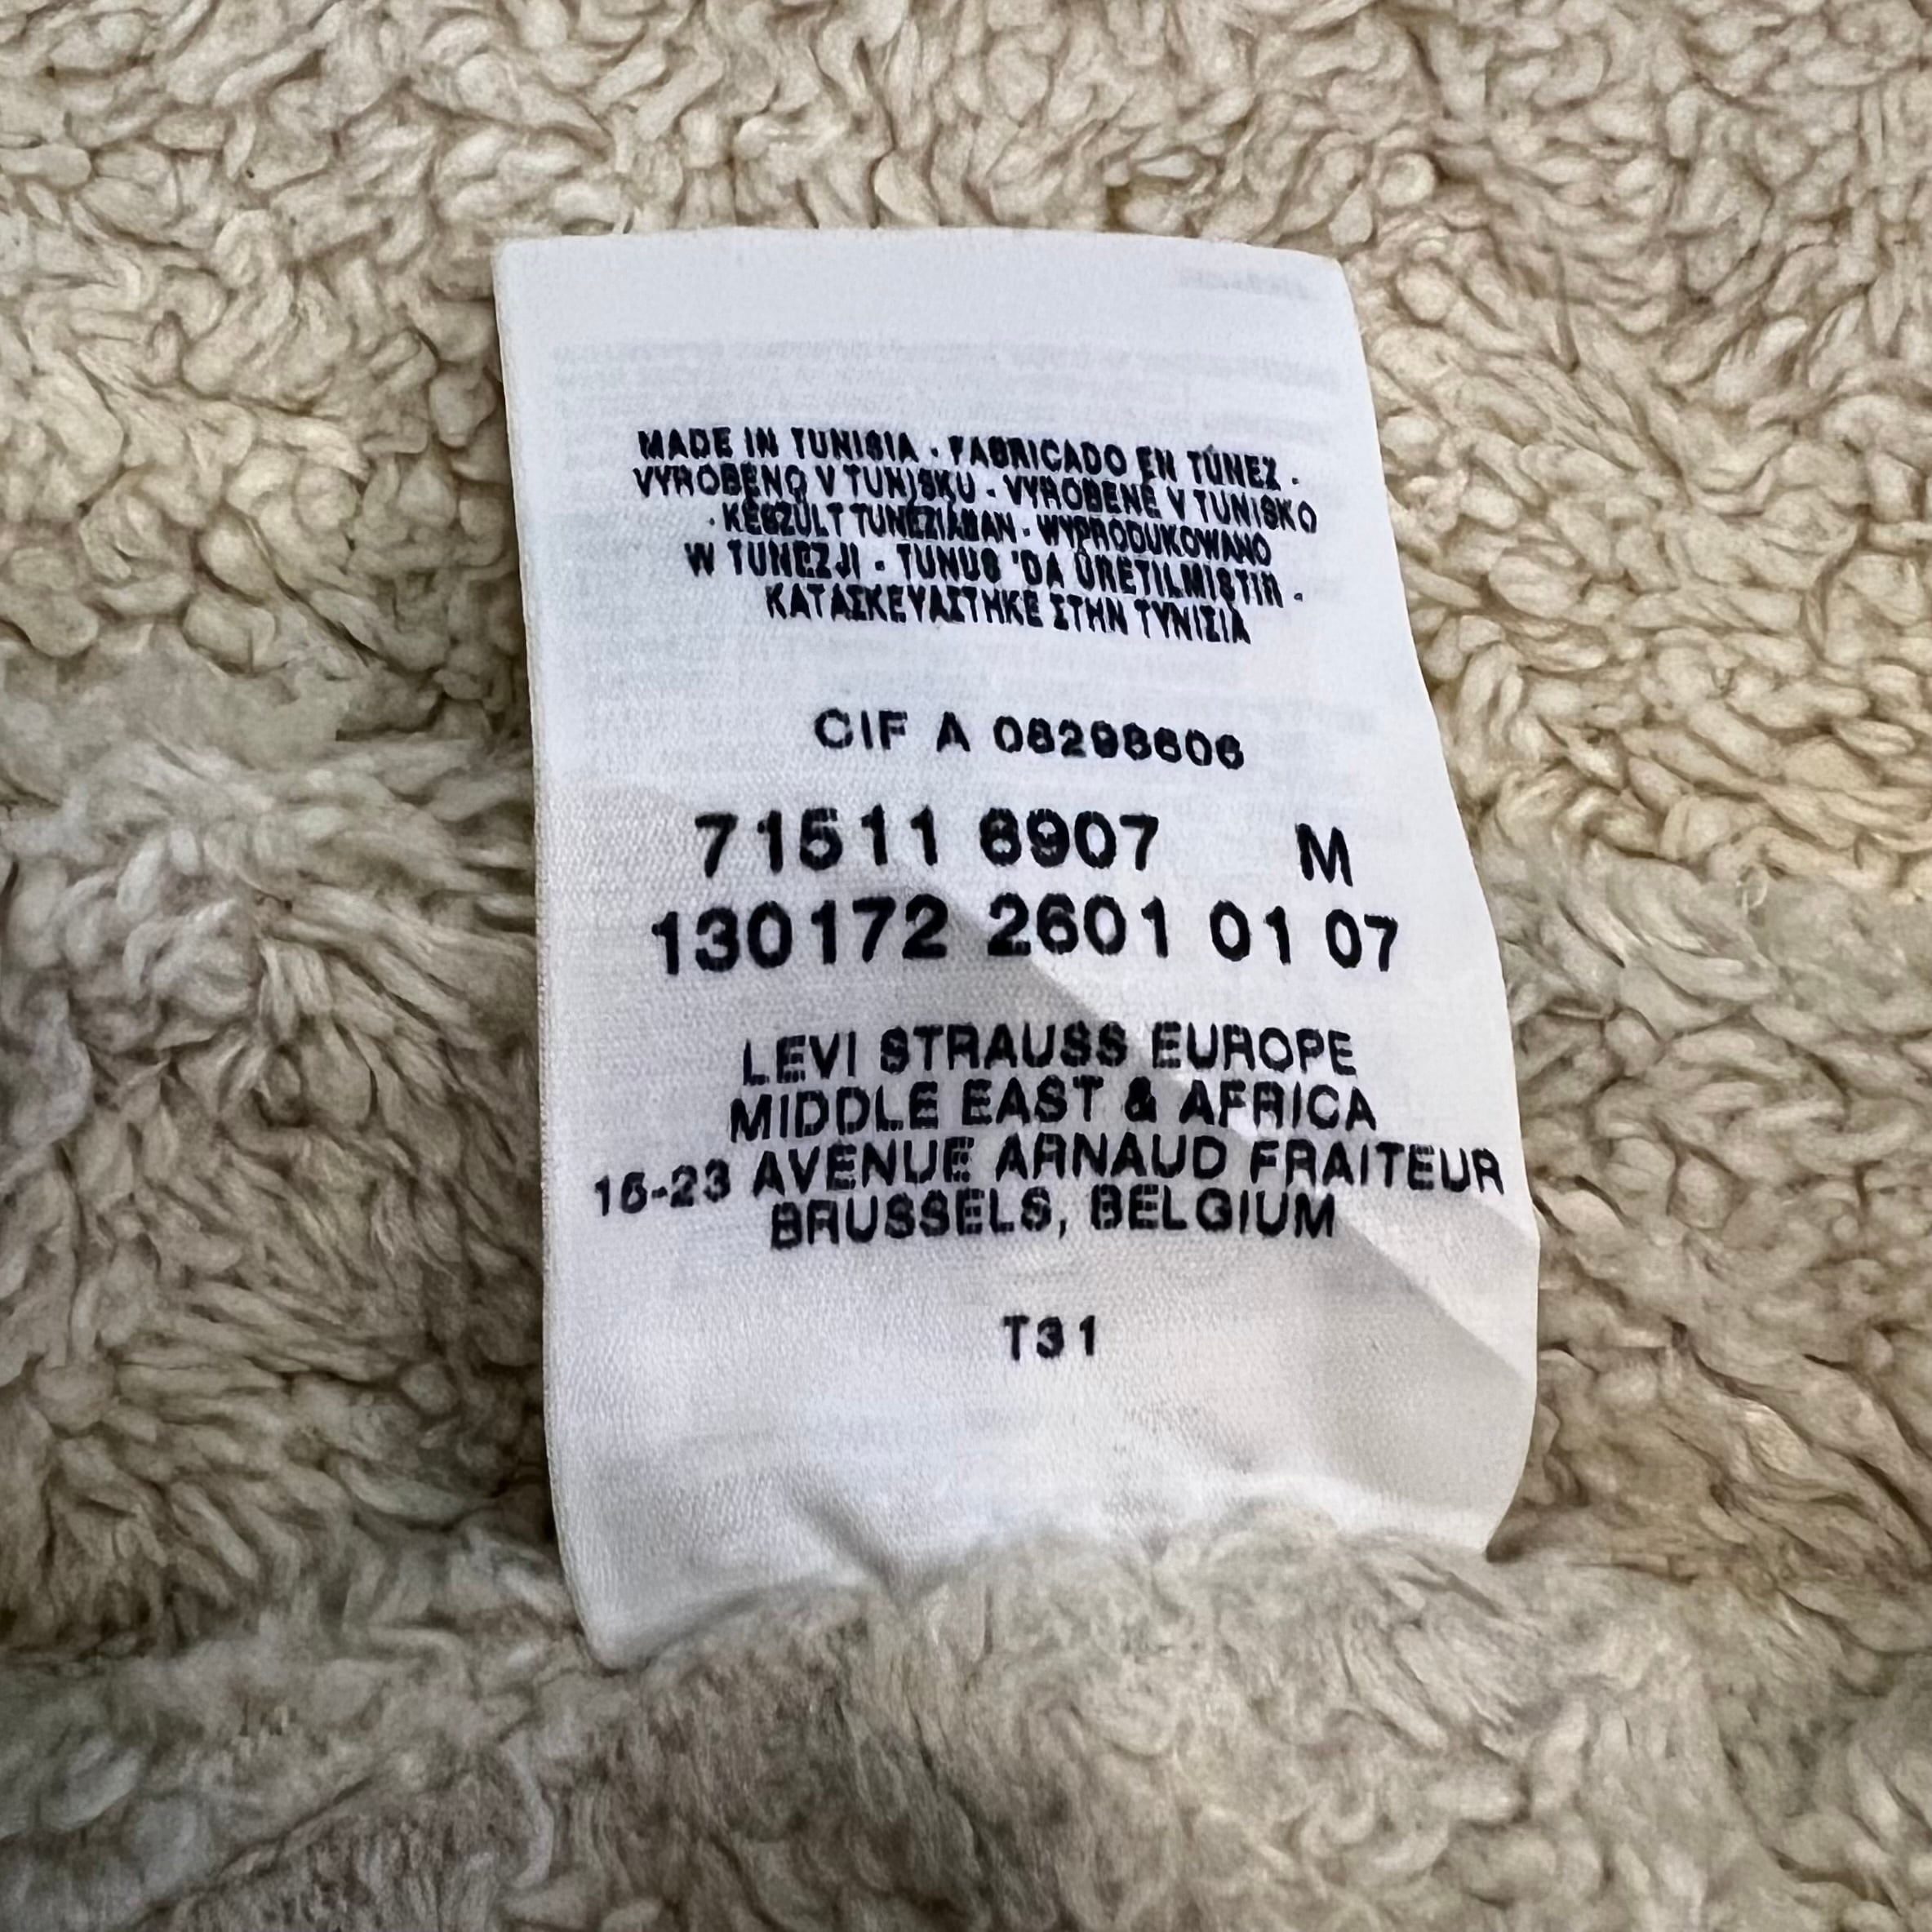 MADE IN TUNISIA · FABRICADO EN TÚNEZ ·
VYROBENO V TUNISKU · VYROBENÉ V TUNISKO
· KÉSZÜLT TUNÉZIÁBAN · WYPRODUKOWANO
W TUNEZJI · TUNUS 'DA ÜRETILMIŞTIR ·
ΚΑΤΑΣΚΕΥΑΣΤΗΚΕ ΣΤΗΝ ΤΥΝΙΣΙΑ
CIF A 08298606
71511 6907 M
130172 2601 01 07
LEVI STRAUSS EUROPE
MIDDLE EAST & AFRICA
15-23 AVENUE ARNAUD FRAITEUR
BRUSSELS, BELGIUM
T31